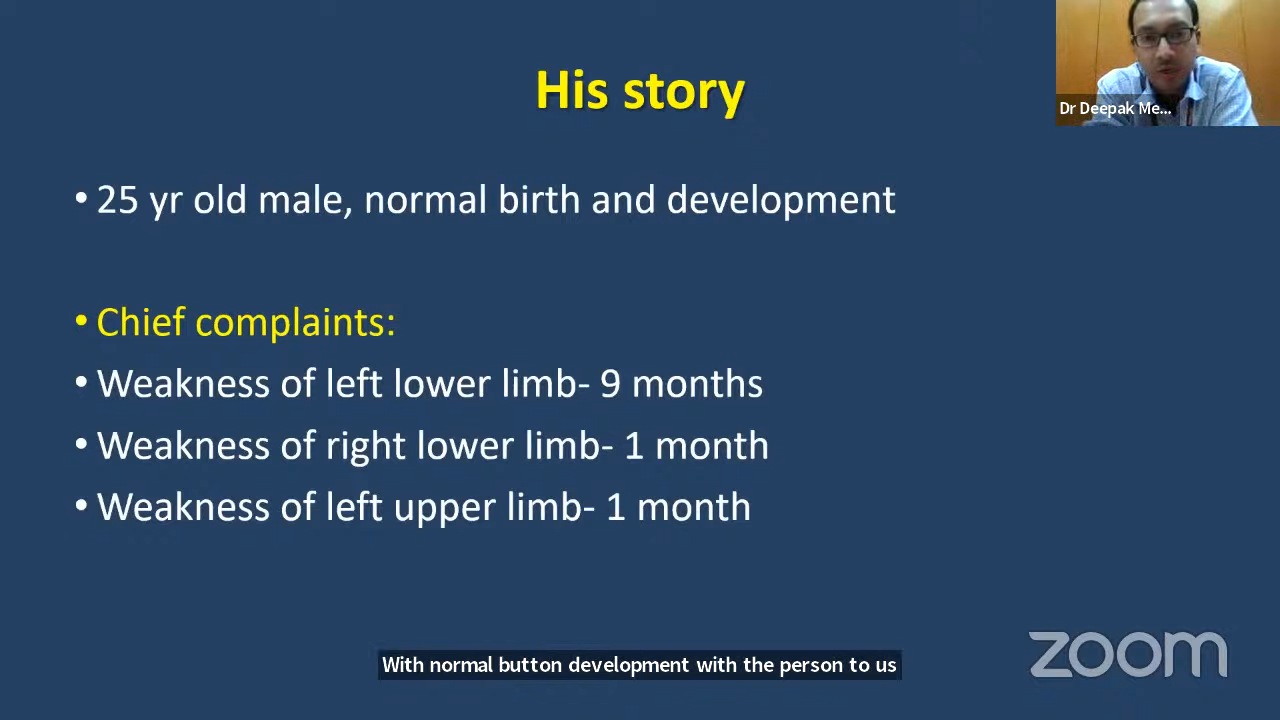 His story
Dr Deepak Me...
• 25 yr old male, normal birth and development
• Chief complaints:
• Weakness of left lower limb- 9 months
• Weakness of right lower limb- 1 month
• Weakness of left upper limb- 1 month
With normal button development with the person to us
zoom